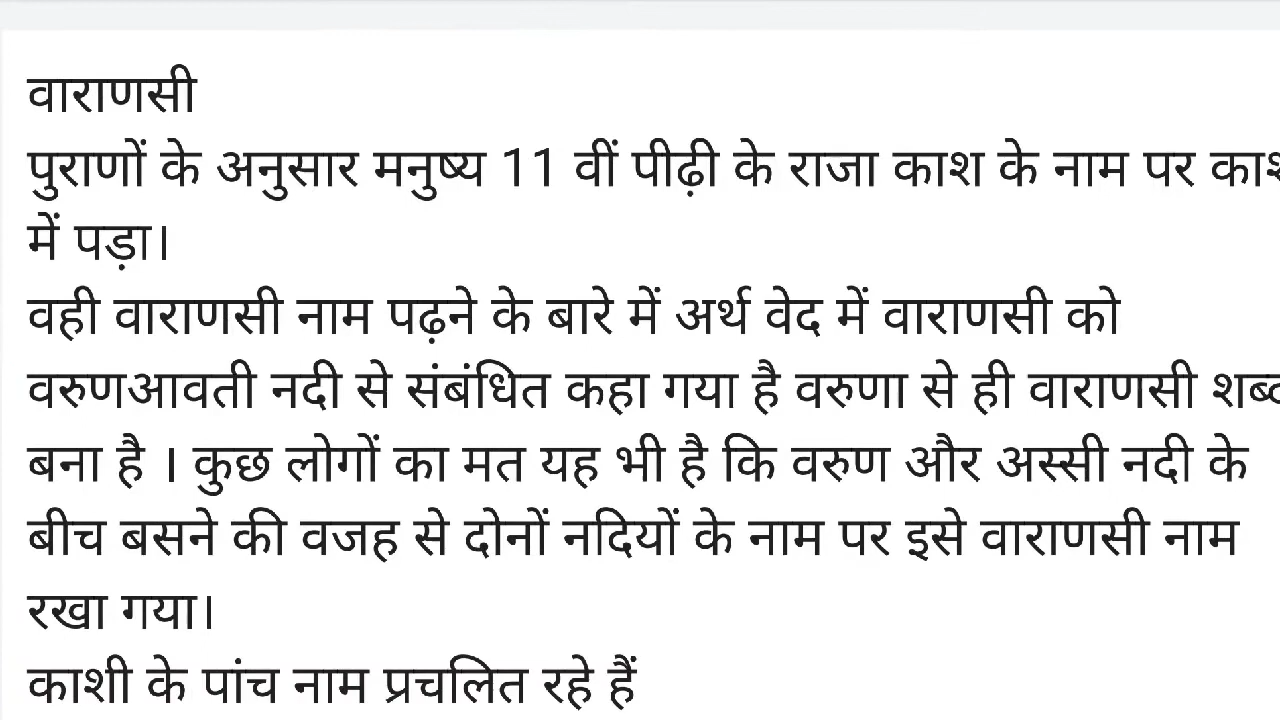 वाराणसी
पुराणों के अनुसार मनुष्य 11 वीं पीढ़ी के राजा काश के नाम पर
में पड़ा।
वही वाराणसी नाम पढ़ने के बारे में अर्थ वेद में वाराणसी को
वरुणआवती नदी से संबंधित कहा गया है वरुणा से ही वाराणसी
बना है । कुछ लोगों का मत यह भी है कि वरुण और अस्सी नदी के
बीच बसने की वजह से दोनों नदियों के नाम पर इसे वाराणसी नाम
रखा गया।
काशी के पांच नाम प्रचलित रहे हैं